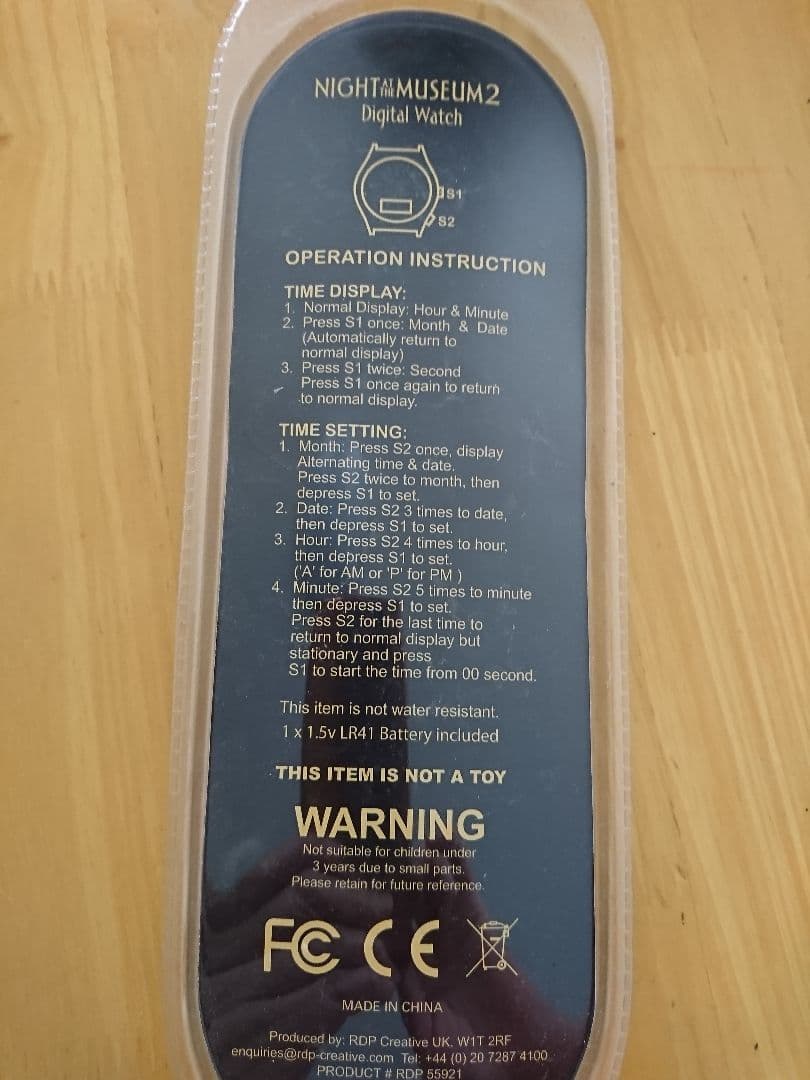 NIGHT AT THE MUSEUM 2
Digital Watch
S1
S2
OPERATION INSTRUCTION
TIME DISPLAY:
1. Normal Display: Hour & Minute
2. Press S1 once: Month & Date
(Automatically return to
normal display)
3. Press S1 twice: Second
Press S1 once again to return
to normal display.
TIME SETTING:
1. Month: Press S2 once, display
Alternating time & date.
Press S2 twice to month, then
depress S1 to set.
2. Date: Press S2 3 times to date,
then depress S1 to set.
3. Hour: Press S2 4 times to hour,
then depress S1 to set.
('A' for AM or 'P' for PM )
4. Minute: Press S2 5 times to minute
then depress S1 to set.
Press S2 for the last time to
return to normal display but
stationary and press
S1 to start the time from 00 second.
This item is not water resistant.
1 x 1.5v LR41 Battery included
THIS ITEM IS NOT A TOY
WARNING
Not suitable for children under
3 years due to small parts.
Please retain for future reference.
FC CE
MADE IN CHINA
Produced by: RDP Creative UK, W1T 2RF
enquiries@rdp-creative.com Tel: +44 (0) 20 7287 4100
PRODUCT # RDP 55921